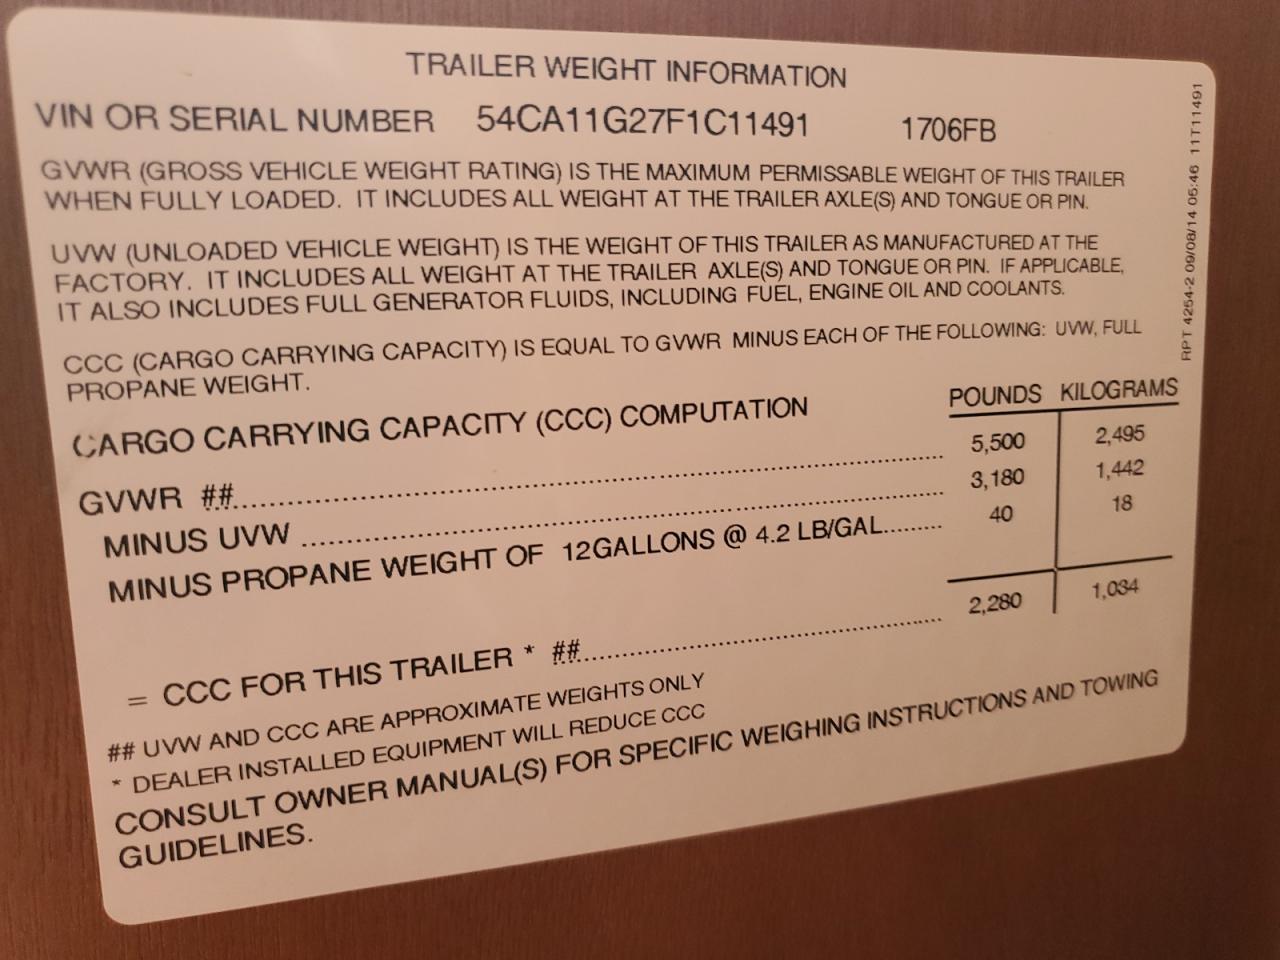 TRAILER WEIGHT INFORMATION
VIN OR SERIAL NUMBER 54CA11G27F1C11491 1706FB
GVWR (GROSS VEHICLE WEIGHT RATING) IS THE MAXIMUM PERMISSABLE WEIGHT OF THIS TRAILER
WHEN FULLY LOADED. IT INCLUDES ALL WEIGHT AT THE TRAILER AXLE(S) AND TONGUE OR PIN.
UVW (UNLOADED VEHICLE WEIGHT) IS THE WEIGHT OF THIS TRAILER AS MANUFACTURED AT THE
FACTORY. IT INCLUDES ALL WEIGHT AT THE TRAILER AXLE(S) AND TONGUE OR PIN. IF APPLICABLE,
IT ALSO INCLUDES FULL GENERATOR FLUIDS, INCLUDING FUEL, ENGINE OIL AND COOLANTS.
CCC (CARGO CARRYING CAPACITY) IS EQUAL TO GVWR MINUS EACH OF THE FOLLOWING: UVW, FULL
PROPANE WEIGHT.
CARGO CARRYING CAPACITY (CCC) COMPUTATION POUNDS KILOGRAMS
GVWR ##........ 5,500 2,495
MINUS UVW ........ 3,180 1,442
MINUS PROPANE WEIGHT OF 12GALLONS @ 4.2 LB/GAL......... 40 18
= CCC FOR THIS TRAILER * ##........ 2,280 1,034
## UVW AND CCC ARE APPROXIMATE WEIGHTS ONLY
* DEALER INSTALLED EQUIPMENT WILL REDUCE CCC
CONSULT OWNER MANUAL(S) FOR SPECIFIC WEIGHING INSTRUCTIONS AND TOWING
GUIDELINES.
RPT 4254-2 09/08/14 05:46 11T11491